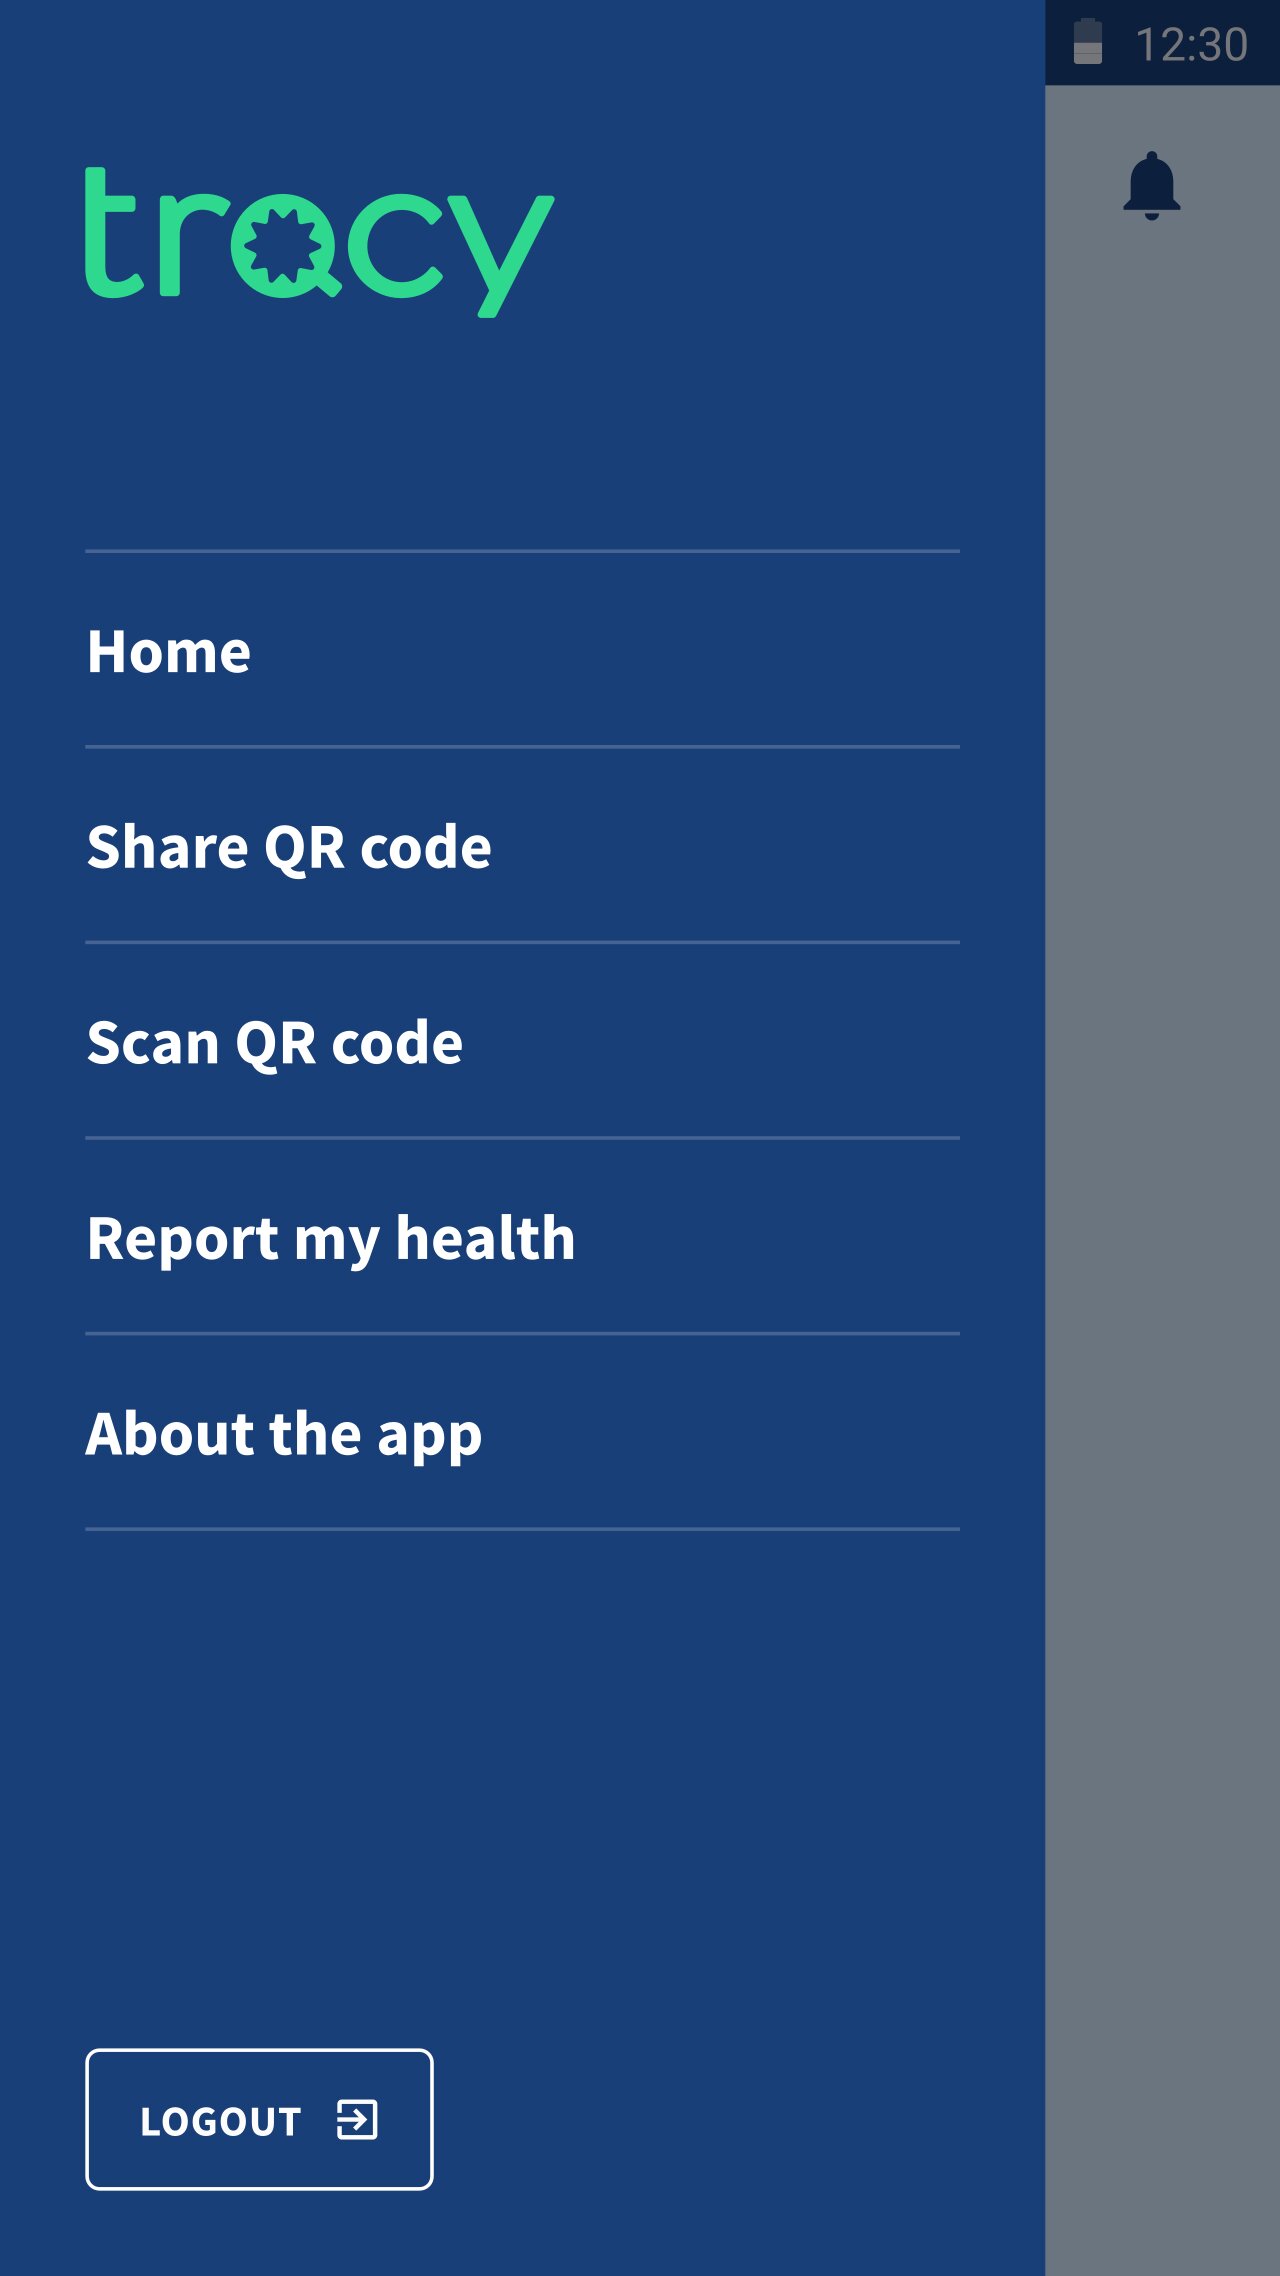 12:30
tracy
Home
Share QR code
Scan QR code
Report my health
About the app
LOGOUT